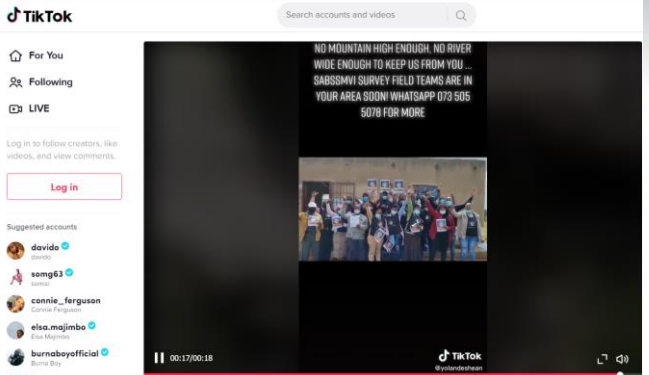 TikTok
Search accounts and videos
For You
Following
LIVE
Log in to follow creators, like
videos, and view comments.
Log in
Suggested accounts
davido
davido
somg63
somsi
connie_ferguson
Connie Ferguson
elsa.majimbo
Elsa Majimbo
burnaboyofficial
Burna Boy
NO MOUNTAIN HIGH ENOUGH, NO RIVER
WIDE ENOUGH TO KEEP US FROM YOU ...
SABSSMVI SURVEY FIELD TEAMS ARE IN
YOUR AREA SOON! WHATSAPP 073 505
5078 FOR MORE
00:17/00:18
TikTok
@yolandeshean